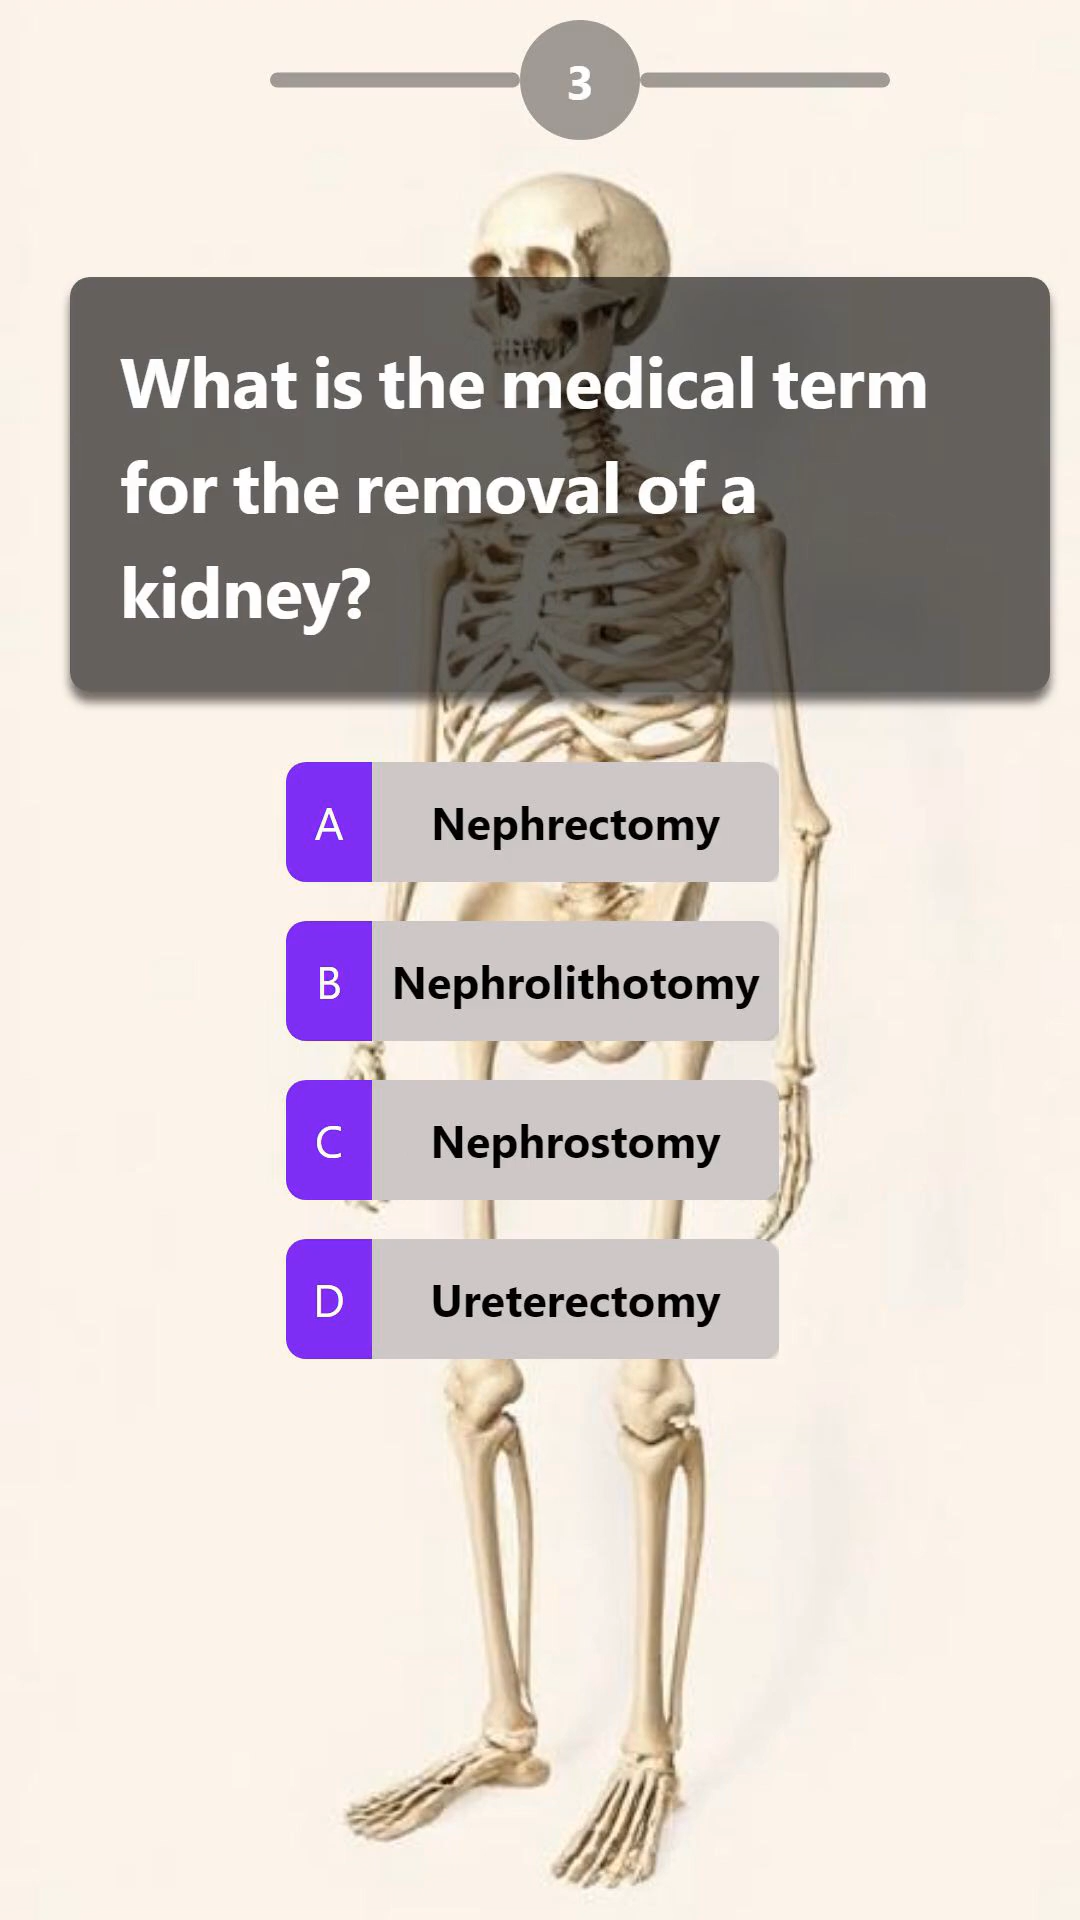 3
What is the medical term
for the removal of a
kidney?
A Nephrectomy
B Nephrolithotomy
C Nephrostomy
D Ureterectomy